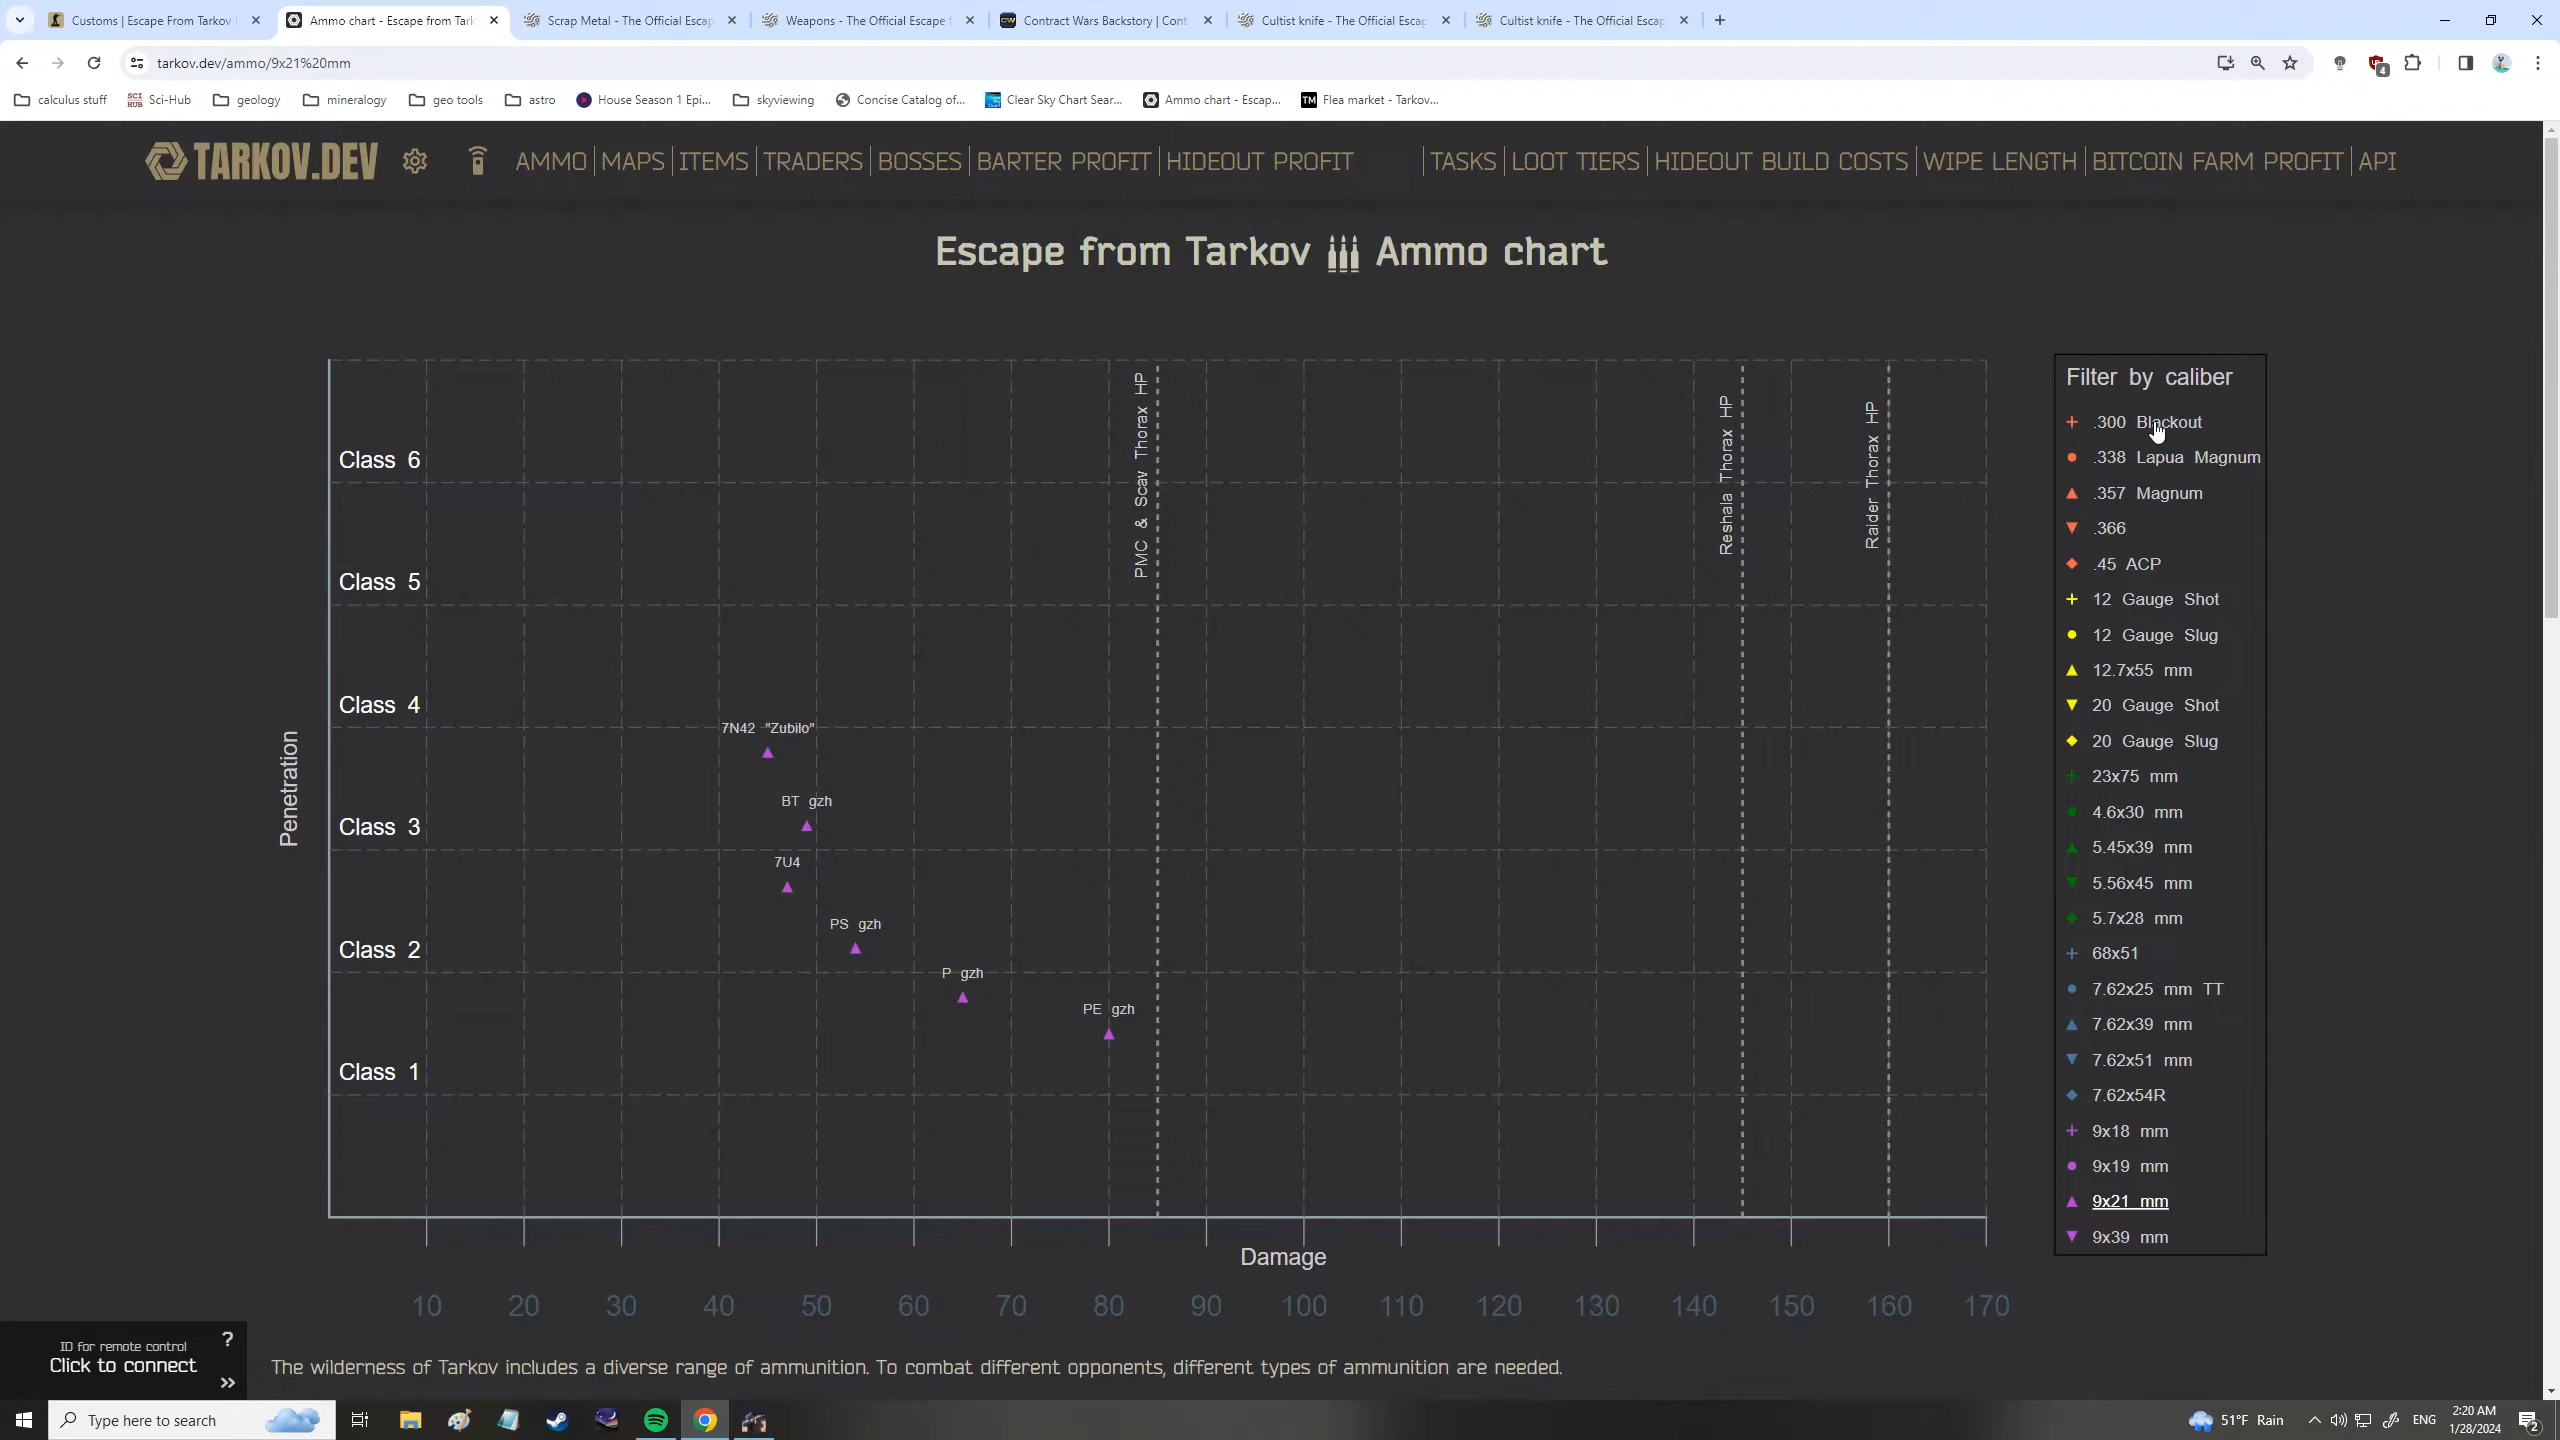 Customs | Escape From Tarkov
Ammo chart - Escape from Tark
Scrap Metal - The Official Escap
Weapons - The Official Escape
Contract Wars Backstory | Cont
Cultist knife - The Official Escap
Cultist knife - The Official Escap
tarkov.dev/ammo/9x21%20mm
4
calculus stuff
SCI HUB
Sci-Hub
geology
mineralogy
geo tools
astro
House Season 1 Epi...
skyviewing
Concise Catalog of...
Clear Sky Chart Sear...
Ammo chart - Escap...
TM
Flea market - Tarkov...
TARKOV.DEV
AMMO
MAPS
ITEMS
TRADERS
BOSSES
BARTER PROFIT
HIDEOUT PROFIT
TASKS
LOOT TIERS
HIDEOUT BUILD COSTS
WIPE LENGTH
BITCOIN FARM PROFIT
API
Escape from Tarkov Ammo chart
Penetration
Class 6
Class 5
Class 4
Class 3
Class 2
Class 1
7N42 "Zubilo"
BT gzh
7U4
PS gzh
P gzh
PE gzh
PMC & Scav Thorax HP
Reshala Thorax HP
Raider Thorax HP
Damage
10 20 30 40 50 60 70 80 90 100 110 120 130 140 150 160 170
Filter by caliber
.300 Blackout
.338 Lapua Magnum
.357 Magnum
.366
.45 ACP
12 Gauge Shot
12 Gauge Slug
12.7x55 mm
20 Gauge Shot
20 Gauge Slug
23x75 mm
4.6x30 mm
5.45x39 mm
5.56x45 mm
5.7x28 mm
68x51
7.62x25 mm TT
7.62x39 mm
7.62x51 mm
7.62x54R
9x18 mm
9x19 mm
9x21 mm
9x39 mm
ID for remote control
?
Click to connect
The wilderness of Tarkov includes a diverse range of ammunition. To combat different opponents, different types of ammunition are needed.
Type here to search
51°F Rain
ENG
2:20 AM
1/28/2024
2